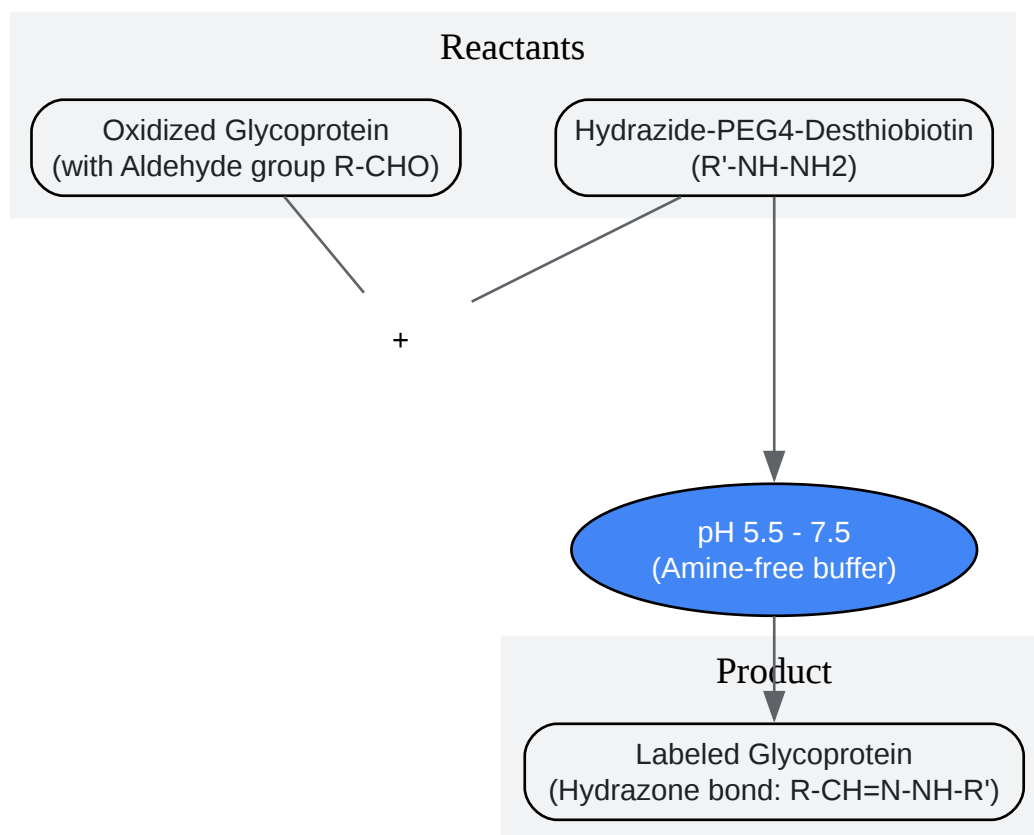 Reactants
Oxidized Glycoprotein
(with Aldehyde group R-CHO)
Hydrazide-PEG4-Desthiobiotin
(R'-NH-NH2)
+
pH 5.5 - 7.5
(Amine-free buffer)
Product
Labeled Glycoprotein
(Hydrazone bond: R-CH=N-NH-R')